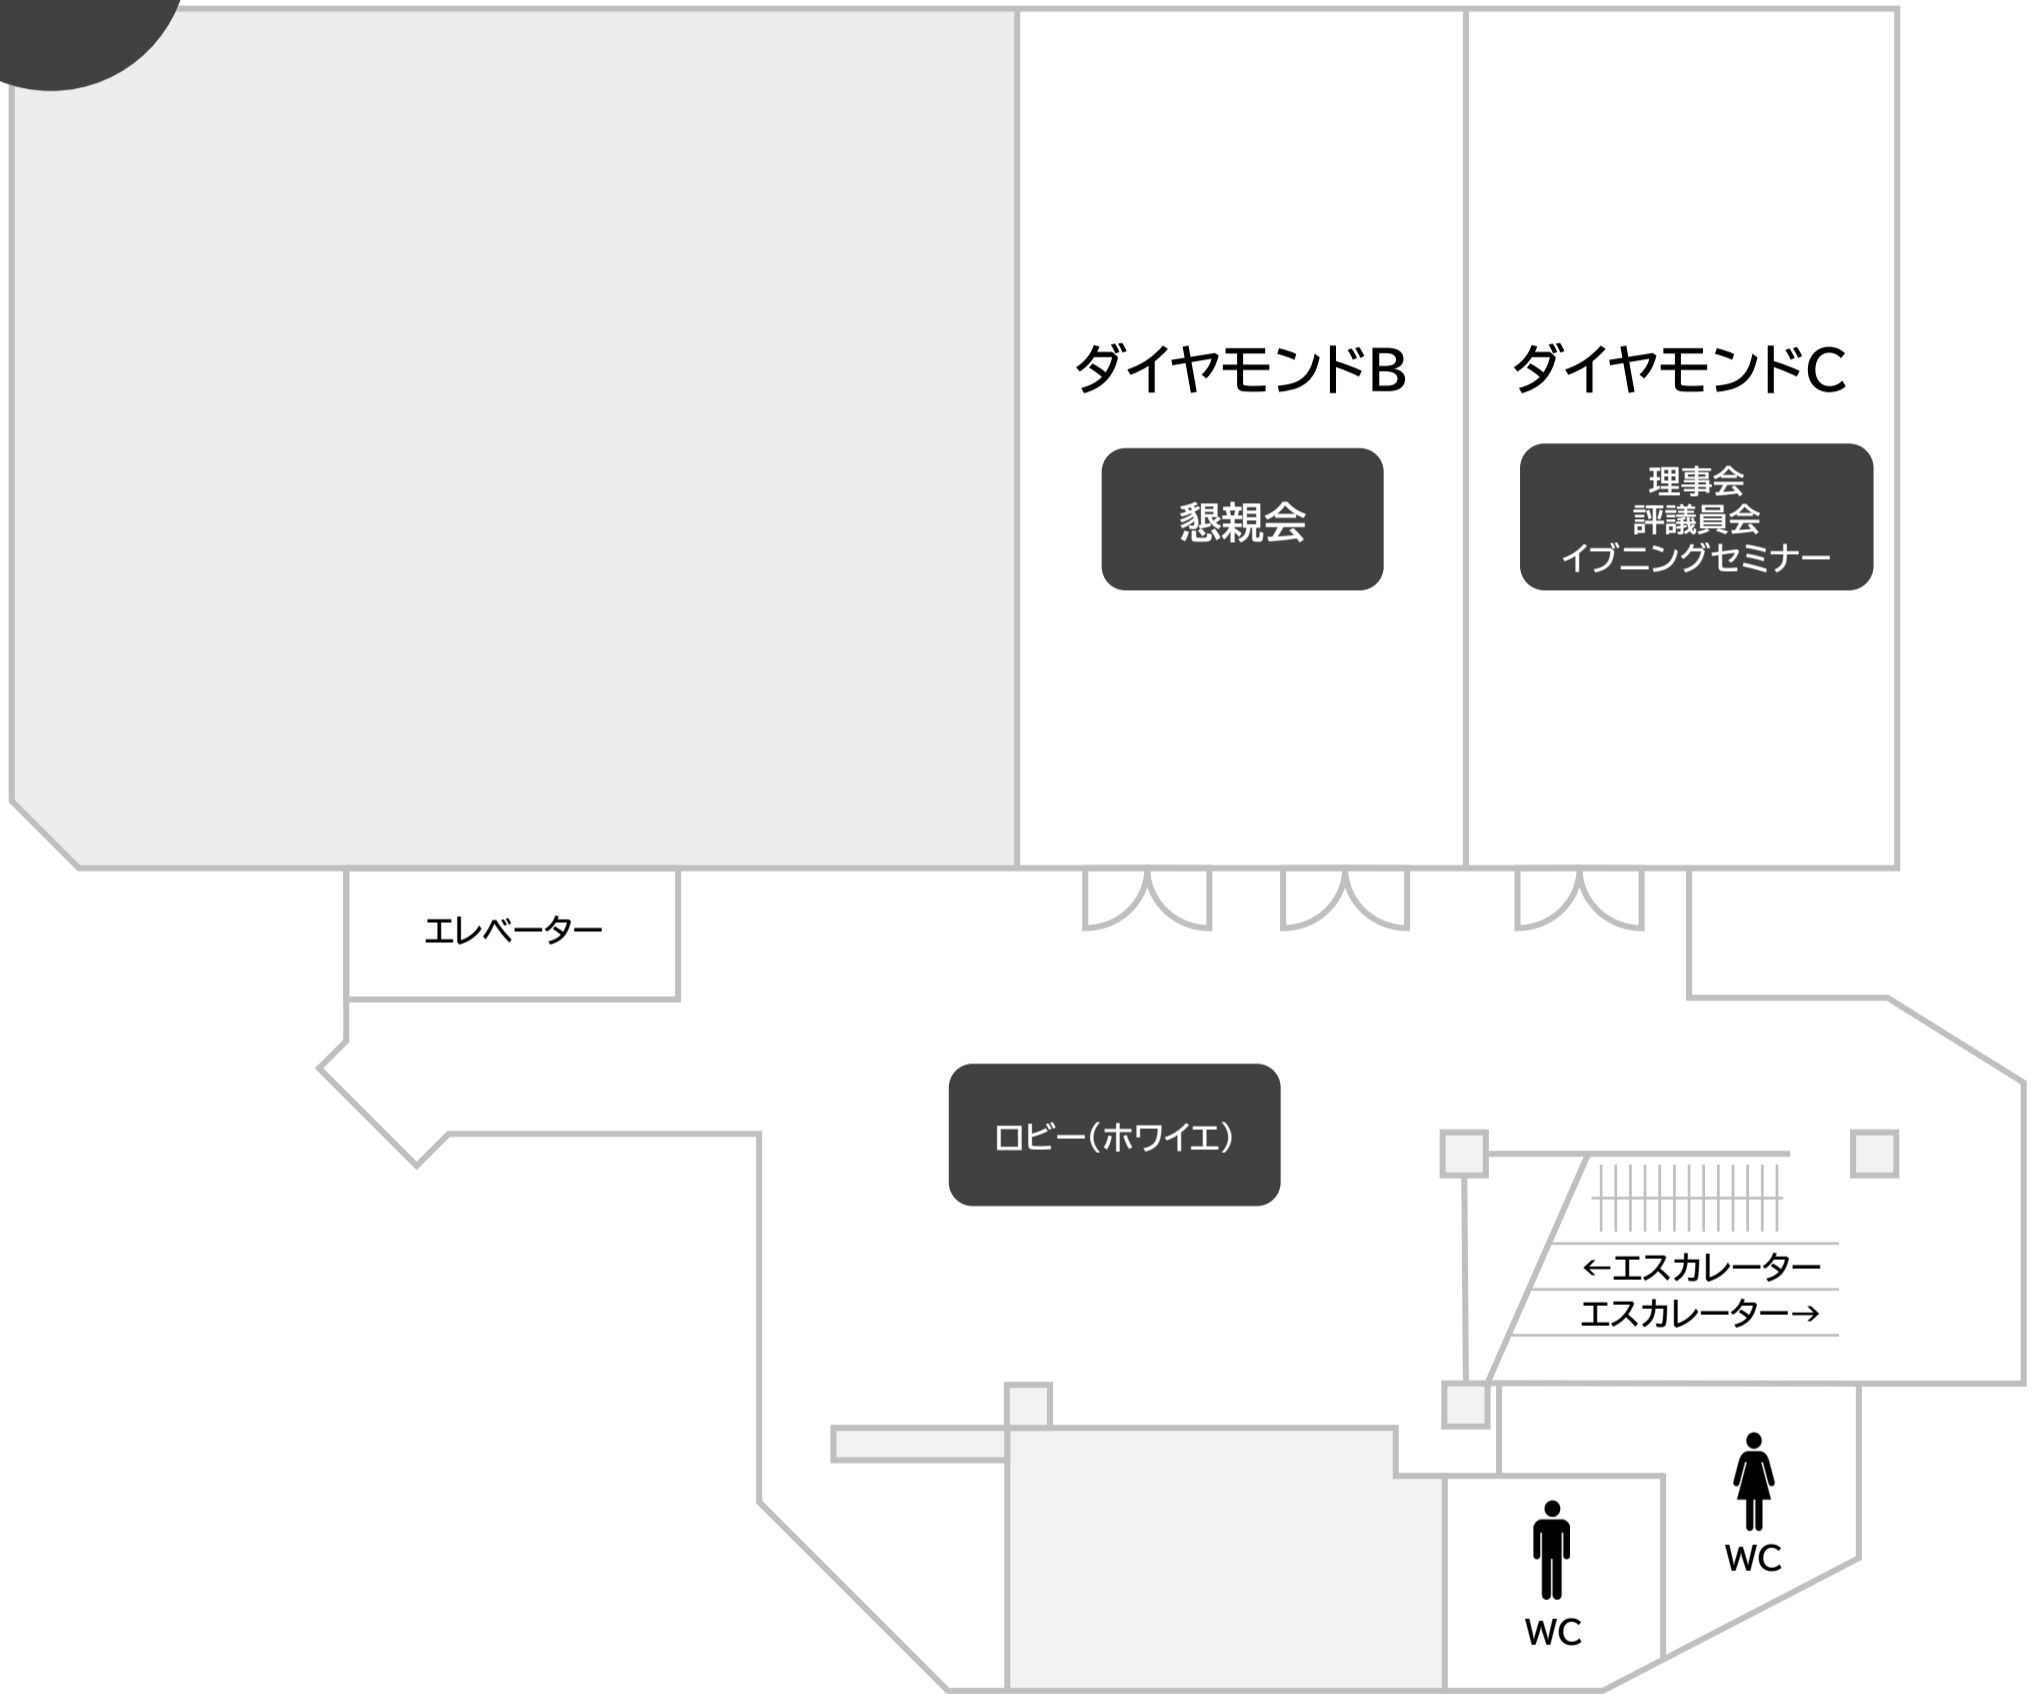 ダイヤモンドB
ダイヤモンドC
懇親会
理事会
評議員会
イブニングセミナー
エレベーター
ロビー(ホワイエ)
←エスカレーター
エスカレーター→
WC
WC